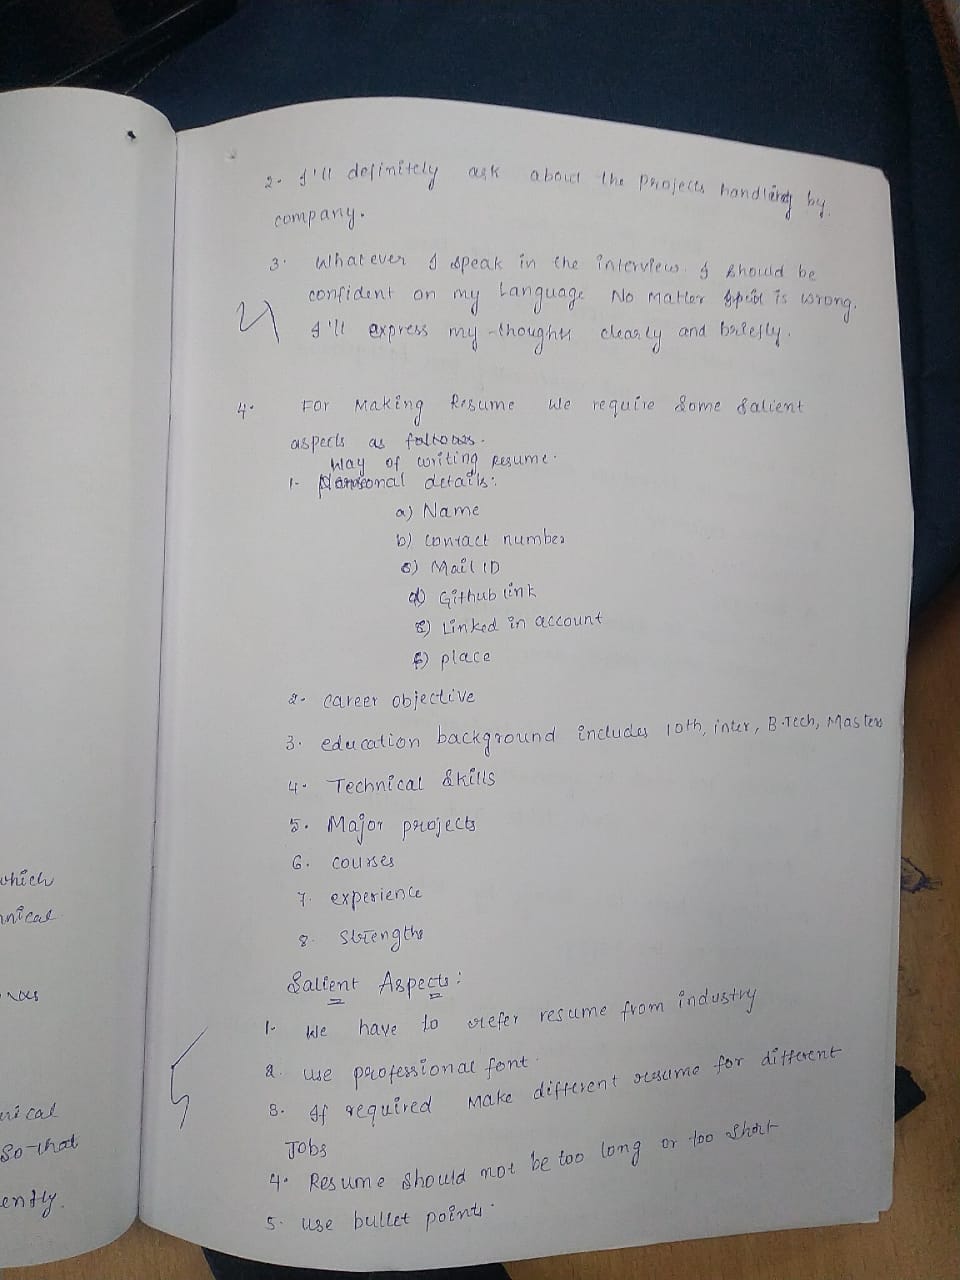 which
nical
ical
So that
ently.
2. I'll definitely ask about the projects handling by
company.
3. Whatever I speak in the interview. I should be
confident on my Language No Matter is wrong.
I'll express my thoughts clearly and briefly.
4
4. For Making Resume We require Some Salient
aspects as follows.
Way of writing Resume.
1. Personal details:
a) Name
b) contact number
c) Mail ID
d) Github link
e) Linked in account
f) place
2. career objective
3. education background includes 10th, inter, B.Tech, Masters
4. Technical Skills
5. Major projects
6. courses
7. experience
8. Strengths
Salient Aspects:
1. We have to refer resume from industry
2. use professional font.
3. If required Make different resume for different
Jobs
4. Resume Should not be too long or too Short
5. use bullet points.
5